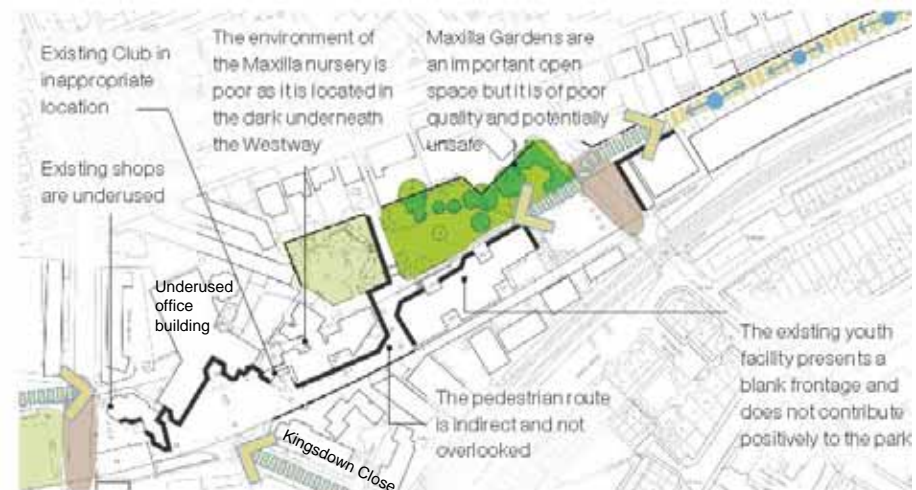 Existing Club in
inappropriate
location
The environment of
the Maxilla nursery is
poor as it is located in
the dark underneath
the Westway
Maxilla Gardens are
an important open
space but it is of poor
quality and potentially
unsafe
Existing shops
are underused
Underused
office
building
The existing youth
facility presents a
blank frontage and
does not contribute
positively to the park
The pedestrian route
is indirect and not
overlooked
Kingsdown Close